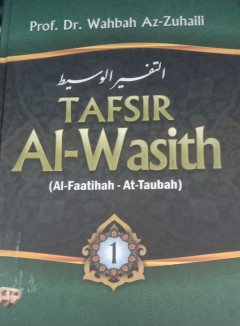 Prof. Dr. Wahbah Az-Zuhaili
التفسير الوسيط
TAFSIR
Al-Wasith
(Al-Faatihah - At-Taubah)
1